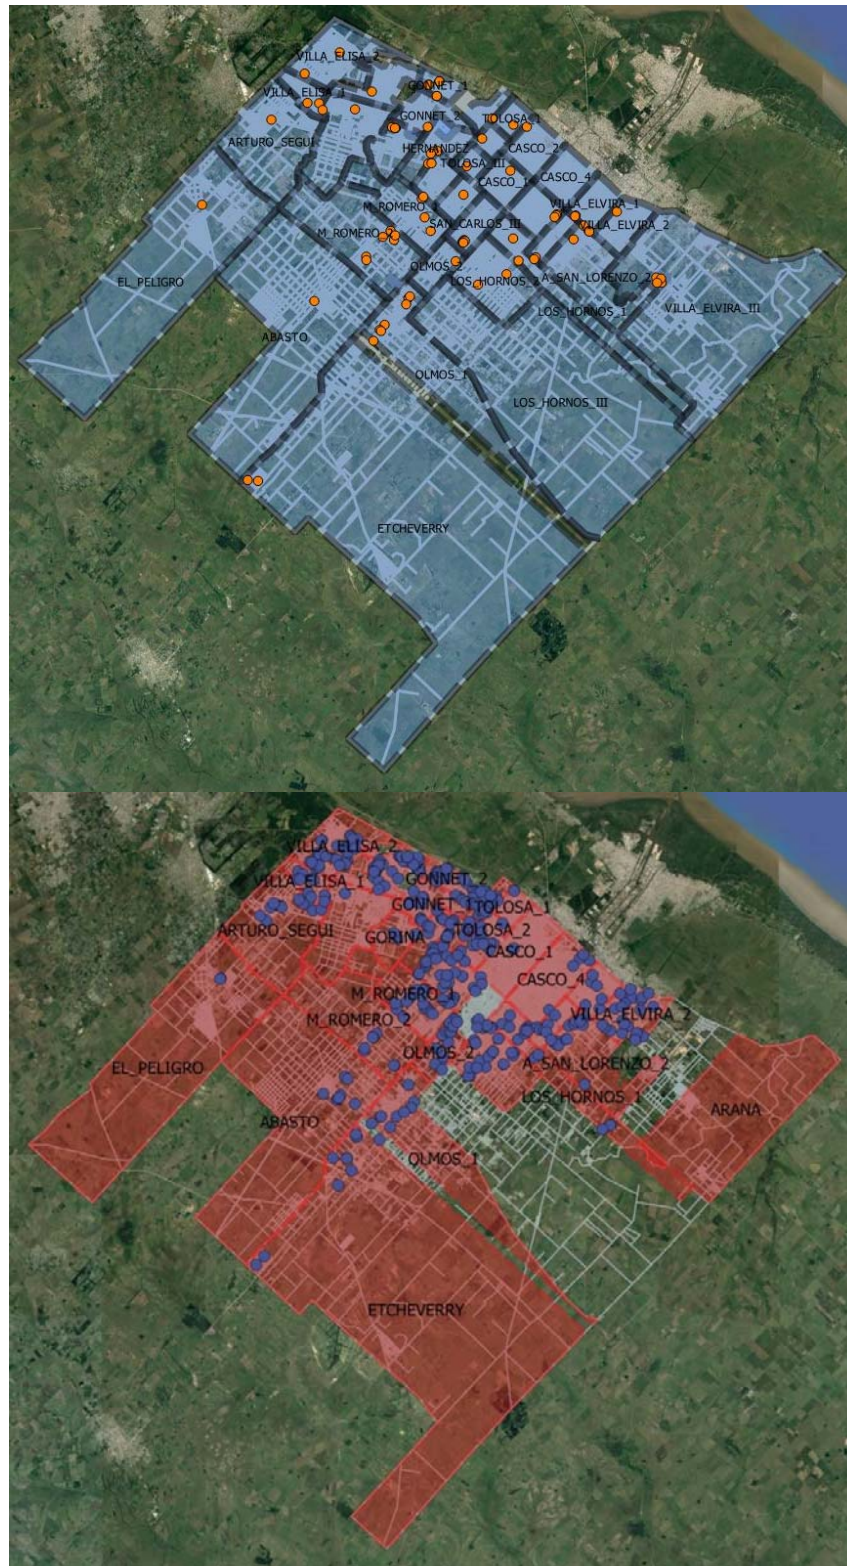 VILLA_ELISA_2
GONNET_1
VILLA_ELISA_1
GONNET_2
TOLOSA_1
ARTURO_SEGUI
HERNANDEZ
CASCO_2
TOLOSA_III
CASCO_4
CASCO_1
M_ROMERO_1
VILLA_ELVIRA_1
SAN_CARLOS_III
VILLA_ELVIRA_2
M_ROMERO
OLMOS_2
EL_PELIGRO
LOS_HORNOS_2
A_SAN_LORENZO_2
VILLA_ELVIRA_III
LOS_HORNOS_1
ABASTO
OLMOS_1
LOS_HORNOS_III
ETCHEVERRY
VILLA_ELISA_2
GONNET_2
VILLA_ELISA_1
GONNET_1
TOLOSA_1
ARTURO_SEGUI
GORINA
TOLOSA_2
CASCO_1
CASCO_4
M_ROMERO_1
M_ROMERO_2
VILLA_ELVIRA_2
OLMOS_2
EL_PELIGRO
A_SAN_LORENZO_2
LOS_HORNOS_1
ARANA
ABASTO
OLMOS_1
ETCHEVERRY